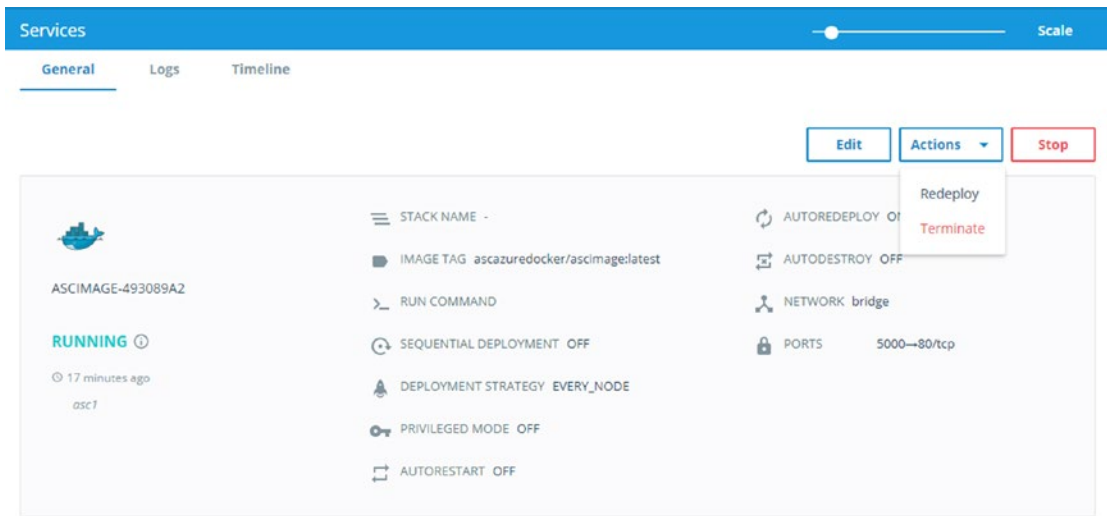 Services
Scale
General Logs Timeline
Edit Actions Stop
Redeploy
Terminate
ASCIMAGE-493089A2
RUNNING
17 minutes ago
asc1
STACK NAME -
IMAGE TAG ascazuredocker/ascimage:latest
RUN COMMAND
SEQUENTIAL DEPLOYMENT OFF
DEPLOYMENT STRATEGY EVERY_NODE
PRIVILEGED MODE OFF
AUTORESTART OFF
AUTOREDEPLOY
AUTODESTROY OFF
NETWORK bridge
PORTS 5000→80/tcp